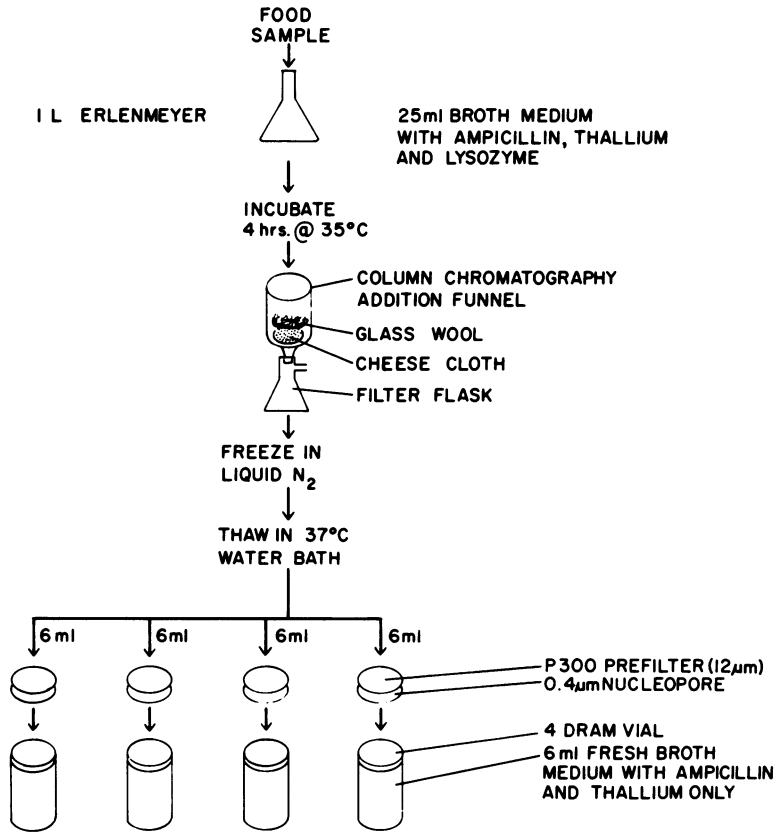 FOOD
SAMPLE
1 L ERLENMEYER
25ml BROTH MEDIUM
WITH AMPICILLIN, THALLIUM
AND LYSOZYME
INCUBATE
4 hrs. @ 35°C
COLUMN CHROMATOGRAPHY
ADDITION FUNNEL
GLASS WOOL
CHEESE CLOTH
FILTER FLASK
FREEZE IN
LIQUID N2
THAW IN 37°C
WATER BATH
6ml 6ml 6ml 6ml
P300 PREFILTER (12µm)
0.4µm NUCLEOPORE
4 DRAM VIAL
6ml FRESH BROTH
MEDIUM WITH AMPICILLIN
AND THALLIUM ONLY